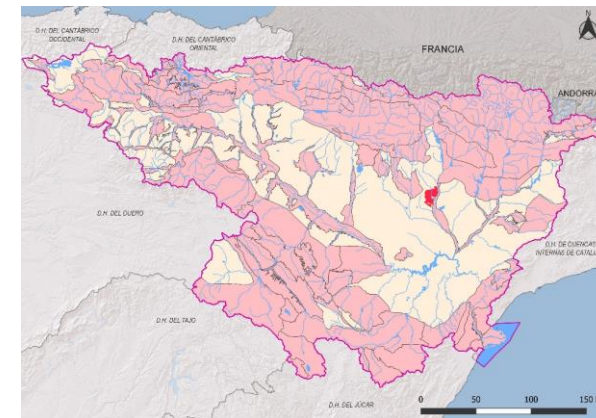 D.H. DEL CANTÁBRICO
OCCIDENTAL
D.H. DEL CANTÁBRICO
ORIENTAL
N
FRANCIA
ANDORRA
D.H. DEL DUERO
D.H. DE CUENCAS
INTERNAS DE CATALU
D.H. DEL TAJO
D.H. DEL JÚCAR
0 50 100 150